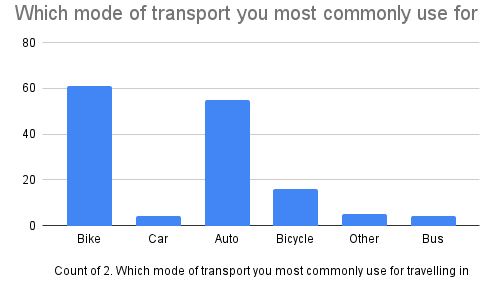 Which mode of transport you most commonly use for
80
60
40
20
0
Bike Car Auto Bicycle Other Bus
Count of 2. Which mode of transport you most commonly use for travelling in